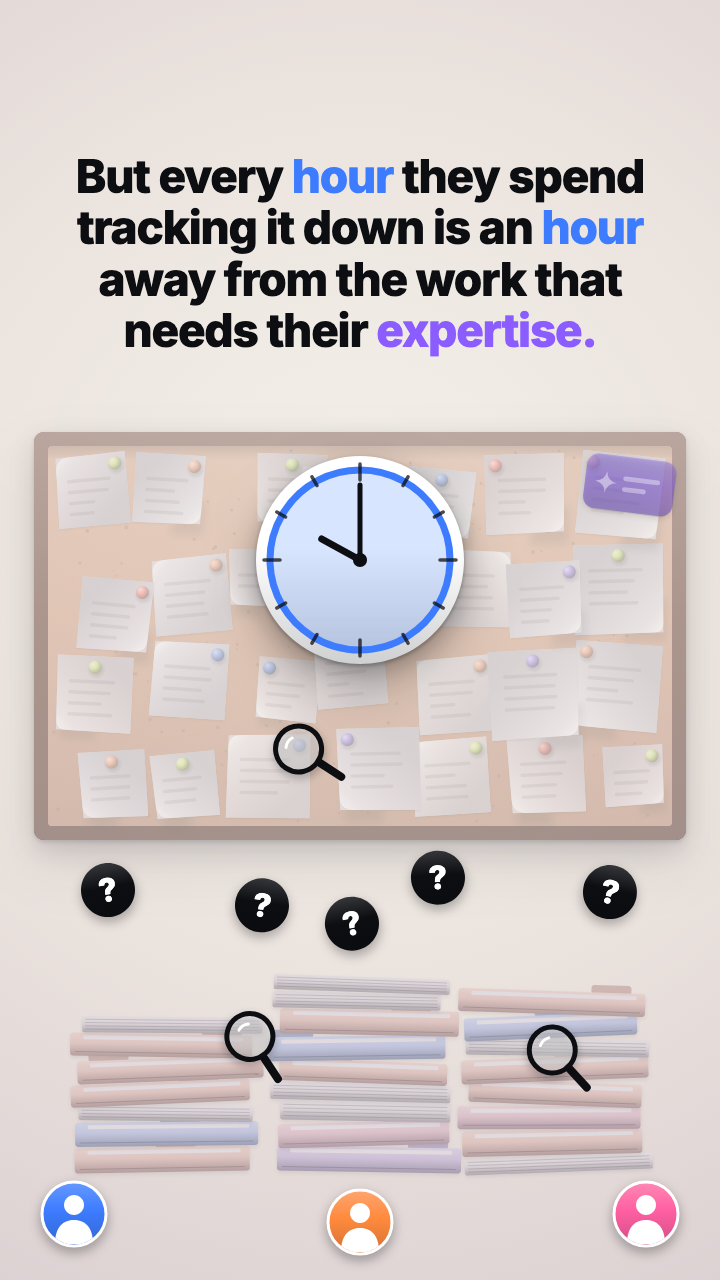 But every hour they spend
tracking it down is an hour
away from the work that
needs their expertise.
?
?
?
?
?